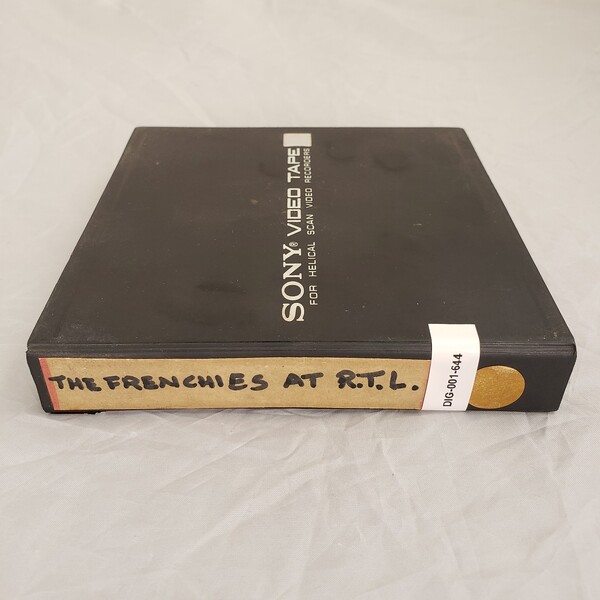 SONY® VIDEO TAPE
FOR HELICAL SCAN VIDEO RECORDERS
THE FRENCHIES AT R.T.L.
DIG-001-644